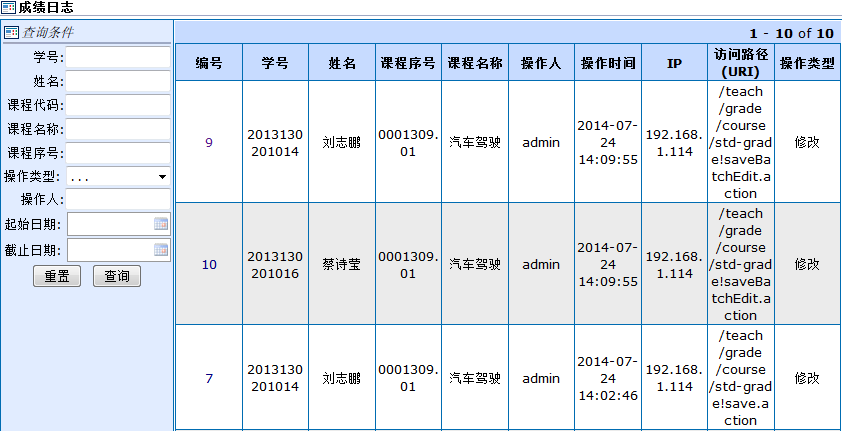 成绩日志
查询条件
学号:
姓名:
课程代码:
课程名称:
课程序号:
操作类型: ...
操作人:
起始日期:
截止日期:
重置 查询
1 - 10 of 10
编号 学号 姓名 课程序号 课程名称 操作人 操作时间 IP 访问路径(URI) 操作类型
9 2013130201014 刘志鹏 0001309.01 汽车驾驶 admin 2014-07-24 14:09:55 192.168.1.114 /teach/grade/course/std-grade!saveBatchEdit.action 修改
10 2013130201016 蔡诗莹 0001309.01 汽车驾驶 admin 2014-07-24 14:09:55 192.168.1.114 /teach/grade/course/std-grade!saveBatchEdit.action 修改
7 2013130201014 刘志鹏 0001309.01 汽车驾驶 admin 2014-07-24 14:02:46 192.168.1.114 /teach/grade/course/std-grade!save.action 修改